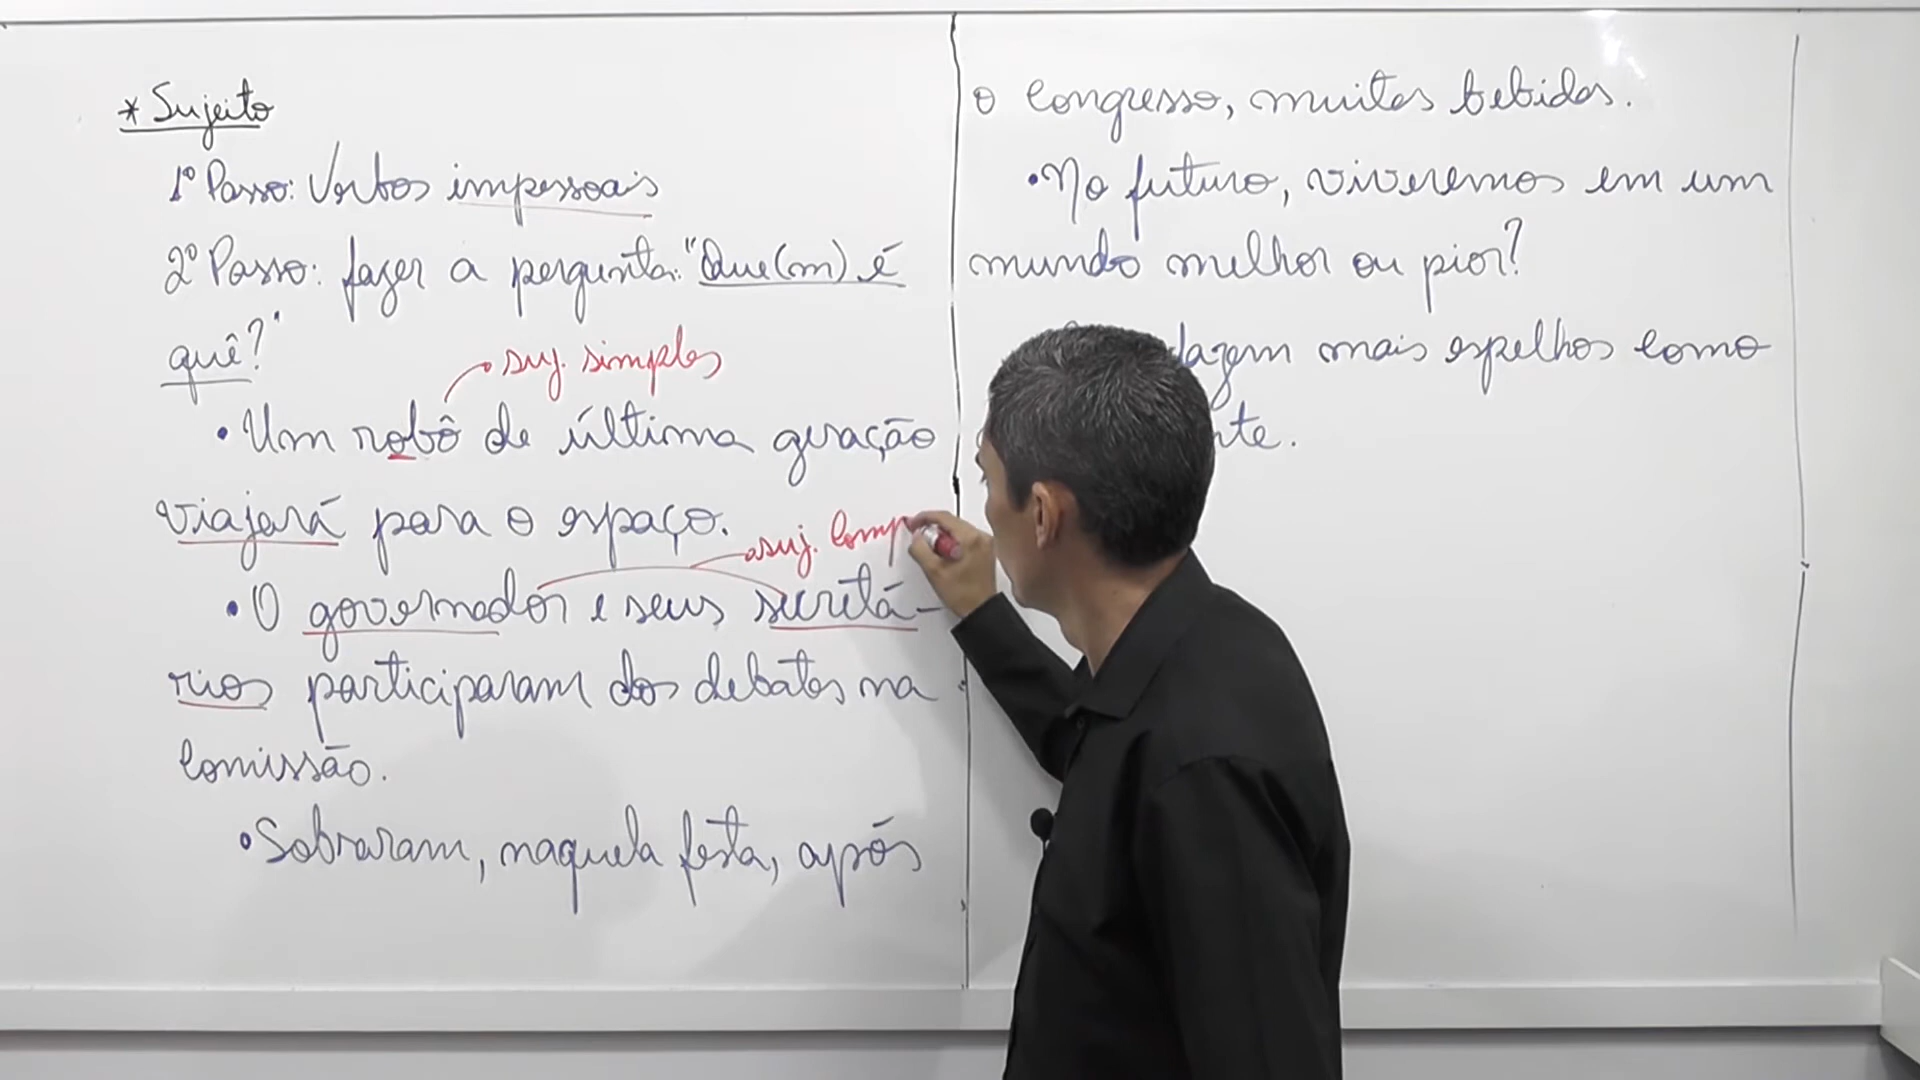 * Sujeito
1º Passo: Verbos impessoais
2º Passo: fazer a pergunta: "Que(m) é
quê?"
suj. simples
• Um robô de última geração
viajará para o espaço.
suj. comp
• O governador e seus secretá-
rios participaram dos debates na
comissão.
• Sobraram, naquela festa, após
o congresso, muitas bebidas.
• No futuro, viveremos em um
mundo melhor ou pior?
mais espelhos como